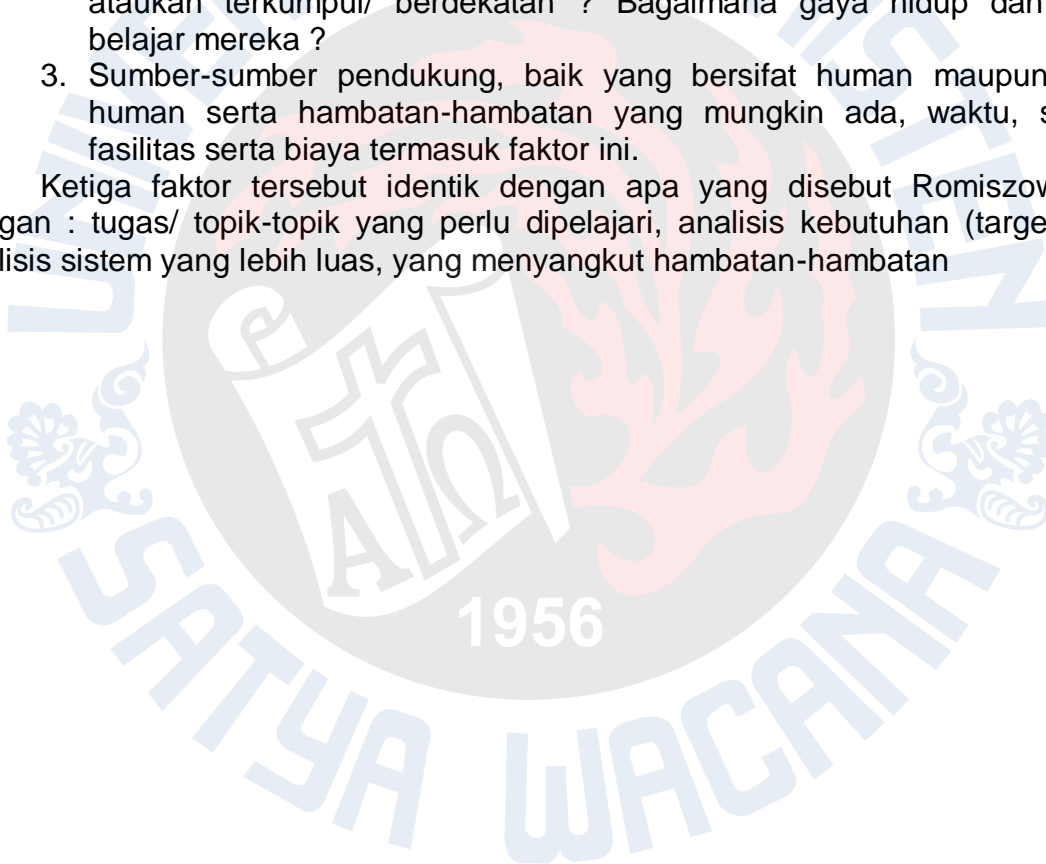 ataukan terkumpul/ berdekatan ? Bagaimana gaya hidup dan
belajar mereka ?
3. Sumber-sumber pendukung, baik yang bersifat human maupun
human serta hambatan-hambatan yang mungkin ada, waktu, s
fasilitas serta biaya termasuk faktor ini.
Ketiga faktor tersebut identik dengan apa yang disebut Romiszow
gan : tugas/ topik-topik yang perlu dipelajari, analisis kebutuhan (targe
lisis sistem yang lebih luas, yang menyangkut hambatan-hambatan
A Ω
1956
SATYA WACANA